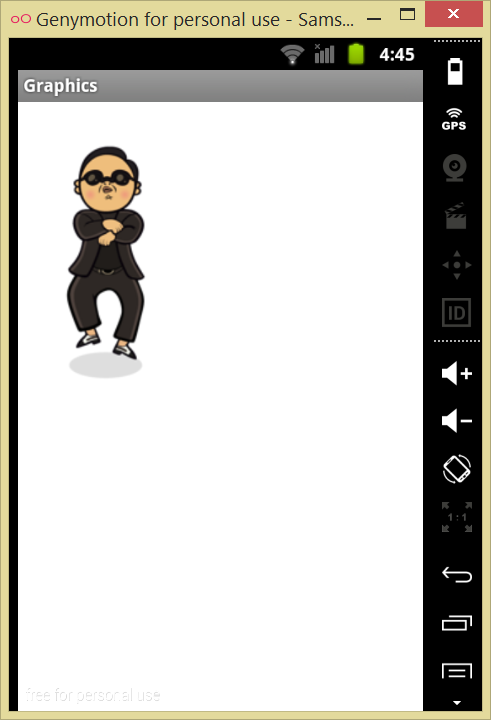 Genymotion for personal use - Sams...
4:45
Graphics
GPS
ID
1:1
free for personal use